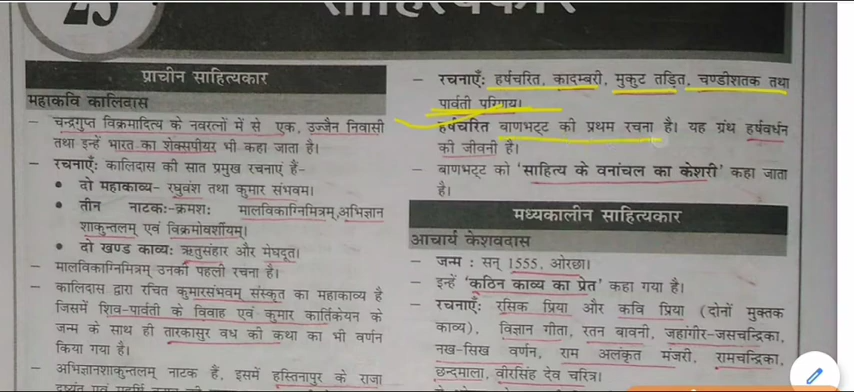 25
साहित्यकार
प्राचीन साहित्यकार
महाकवि कालिदास
– चन्द्रगुप्त विक्रमादित्य के नवरत्नों में से एक, उज्जैन निवासी
तथा इन्हें भारत का शेक्सपीयर भी कहा जाता है।
– रचनाएँ: कालिदास की सात प्रमुख रचनाएं हैं-
• दो महाकाव्य- रघुवंश तथा कुमार संभवम।
• तीन नाटकः-क्रमशः मालविकाग्निमित्रम्,अभिज्ञान
शाकुन्तलम् एवं विक्रमोवर्शीयम्।
• दो खण्ड काव्य: ऋतुसंहार और मेघदूत।
– मालविकाग्निमित्रम् उनकी पहली रचना है।
– कालिदास द्वारा रचित कुमारसंभवम् संस्कृत का महाकाव्य है
जिसमें शिव-पार्वती के विवाह एवं कुमार कार्तिकेयन के
जन्म के साथ ही तारकासुर वध की कथा का भी वर्णन
किया गया है।
– अभिज्ञानशाकुन्तलम् नाटक है, इसमें हस्तिनापुर के राजा
– रचनाएँ: हर्षचरित, कादम्बरी, मुकुट तड़ित, चण्डीशतक तथा
पार्वती परिणय।
हर्षचरित बाणभट्ट की प्रथम रचना है। यह ग्रंथ हर्षवर्धन
की जीवनी है।
– बाणभट्ट को 'साहित्य के वनांचल का केशरी' कहा जाता
है।
मध्यकालीन साहित्यकार
आचार्य केशवदास
– जन्म : सन् 1555, ओरछा।
– इन्हें 'कठिन काव्य का प्रेत' कहा गया है।
– रचनाएँ: रसिक प्रिया और कवि प्रिया (दोनों मुक्तक
काव्य), विज्ञान गीता, रतन बावनी, जहांगीर-जसचन्द्रिका,
नख-सिख वर्णन, राम अलंकृत मंजरी, रामचन्द्रिका,
छन्दमाला, वीरसिंह देव चरित्र।